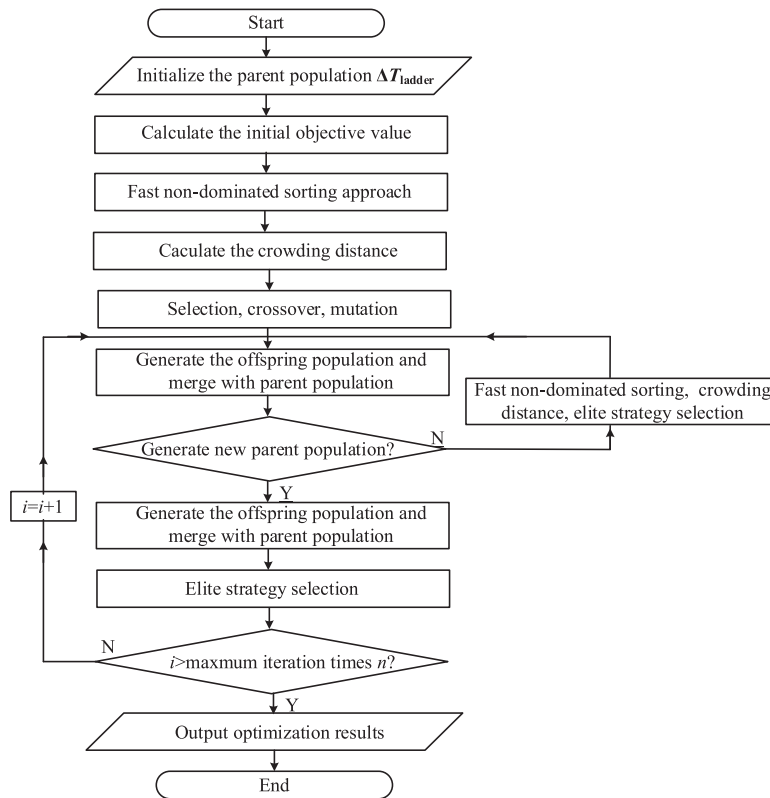 Start
Initialize the parent population ΔTladder
Calculate the initial objective value
Fast non-dominated sorting approach
Caculate the crowding distance
Selection, crossover, mutation
Generate the offspring population and
merge with parent population
Fast non-dominated sorting, crowding
distance, elite strategy selection
Generate new parent population?
N
Y
i=i+1
Generate the offspring population and
merge with parent population
Elite strategy selection
N
i>maxmum iteration times n?
Y
Output optimization results
End